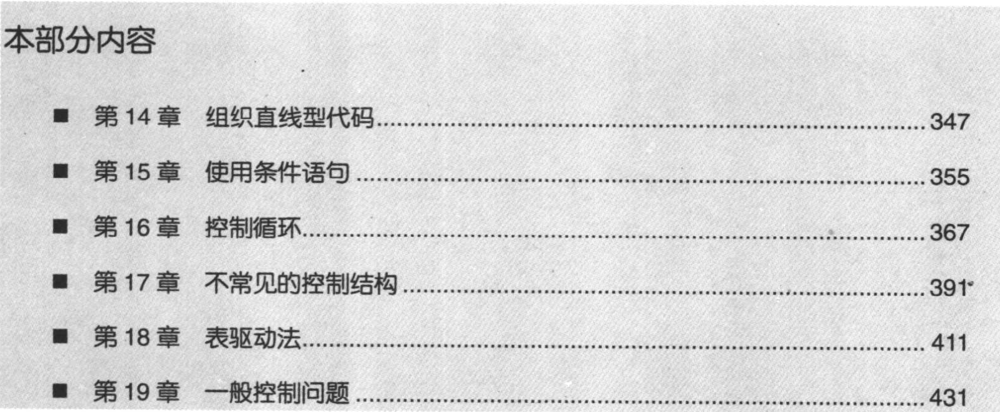 本部分内容
■ 第 14 章 组织直线型代码........................................347
■ 第 15 章 使用条件语句........................................355
■ 第 16 章 控制循环........................................367
■ 第 17 章 不常见的控制结构........................................391
■ 第 18 章 表驱动法........................................411
■ 第 19 章 一般控制问题........................................431